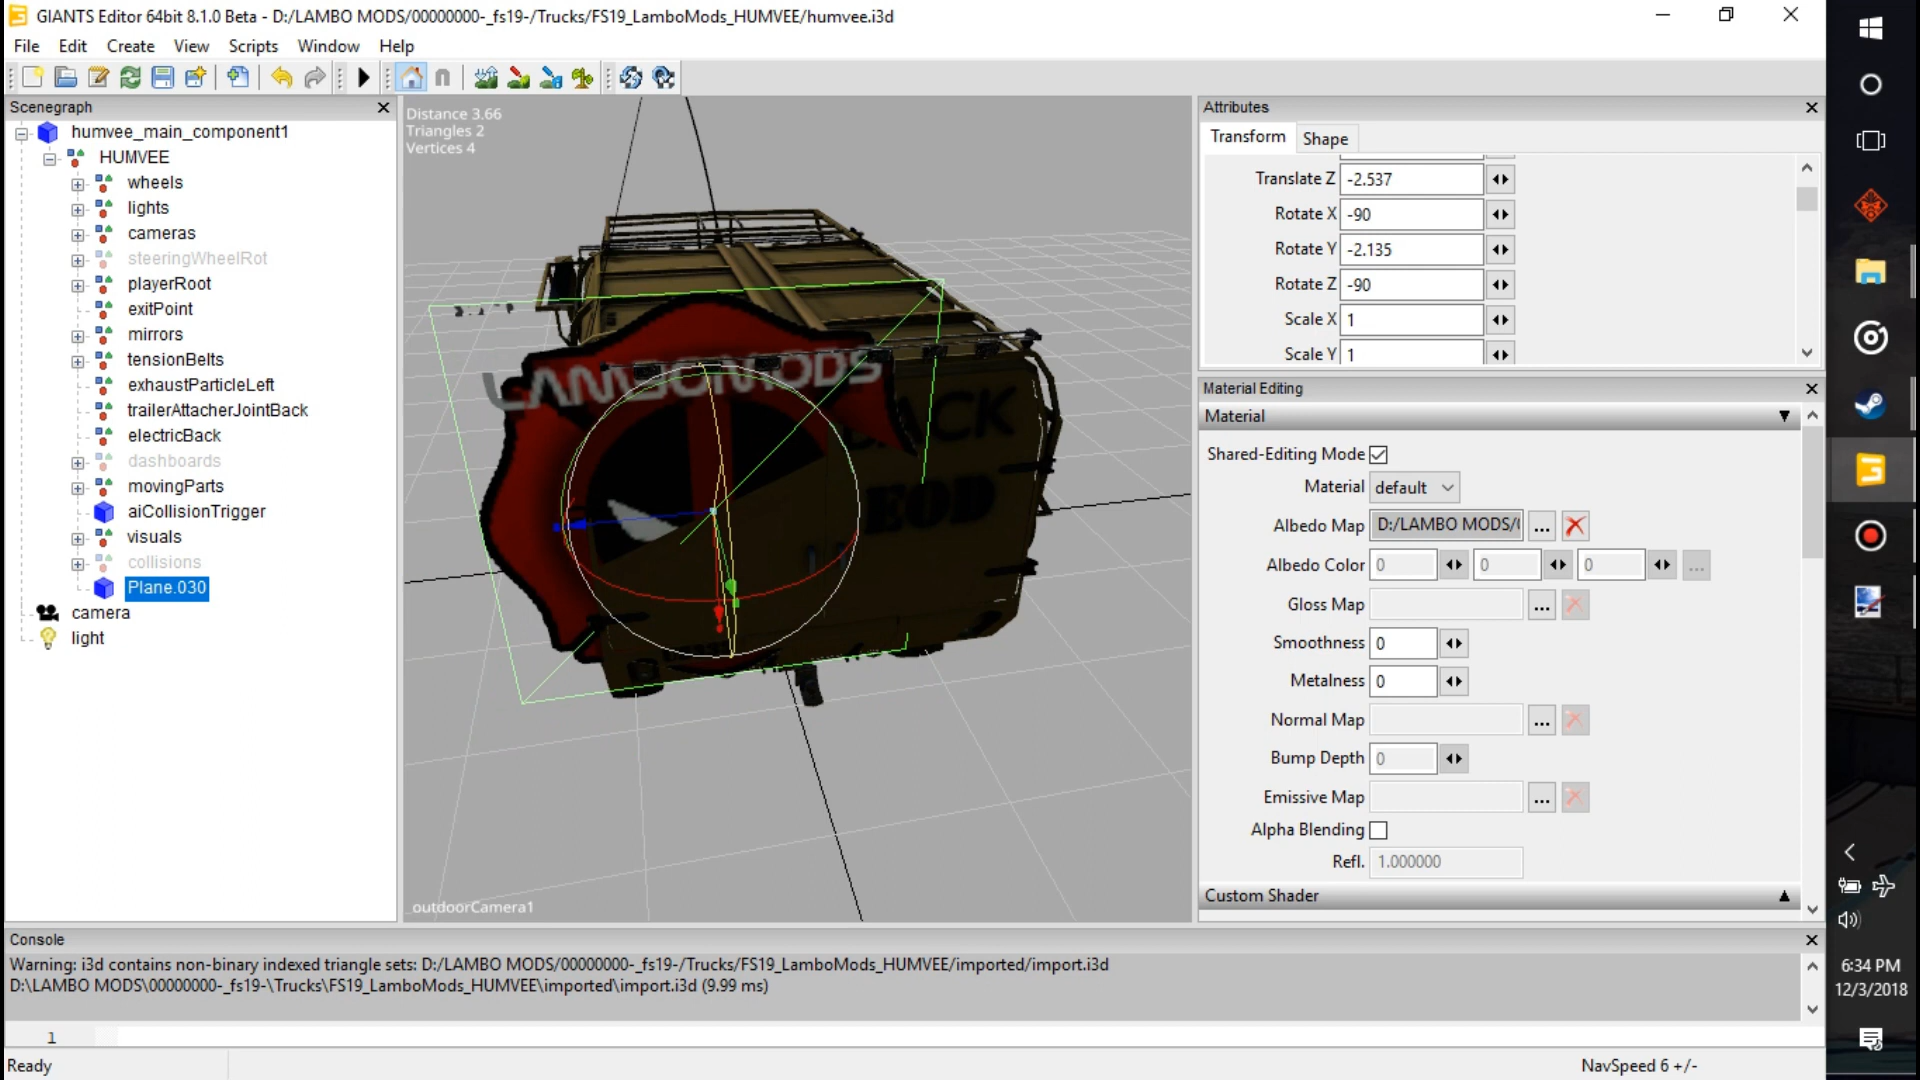 GIANTS Editor 64bit 8.1.0 Beta - D:/LAMBO MODS/00000000-_fs19-/Trucks/FS19_LamboMods_HUMVEE/humvee.i3d
File Edit Create View Scripts Window Help
Scenegraph
humvee_main_component1
HUMVEE
wheels
lights
cameras
steeringWheelRot
playerRoot
exitPoint
mirrors
tensionBelts
exhaustParticleLeft
trailerAttacherJointBack
electricBack
dashboards
movingParts
aiCollisionTrigger
visuals
collisions
Plane.030
camera
light
Distance 3.66
Triangles 2
Vertices 4
LAMBOMODS
ACK
EOD
outdoorCamera1
Attributes
Transform Shape
Translate Z -2.537
Rotate X -90
Rotate Y -2.135
Rotate Z -90
Scale X 1
Scale Y 1
Material Editing
Material
Shared-Editing Mode
Material default
Albedo Map D:/LAMBO MODS/( ...
Albedo Color 0 0 0 ...
Gloss Map ...
Smoothness 0
Metalness 0
Normal Map ...
Bump Depth 0
Emissive Map ...
Alpha Blending
Refl. 1.000000
Custom Shader
Console
Warning: i3d contains non-binary indexed triangle sets: D:/LAMBO MODS/00000000-_fs19-/Trucks/FS19_LamboMods_HUMVEE/imported/import.i3d
D:\LAMBO MODS\00000000-_fs19-\Trucks\FS19_LamboMods_HUMVEE\imported\import.i3d (9.99 ms)
1
Ready
NavSpeed 6 +/-
6:34 PM
12/3/2018